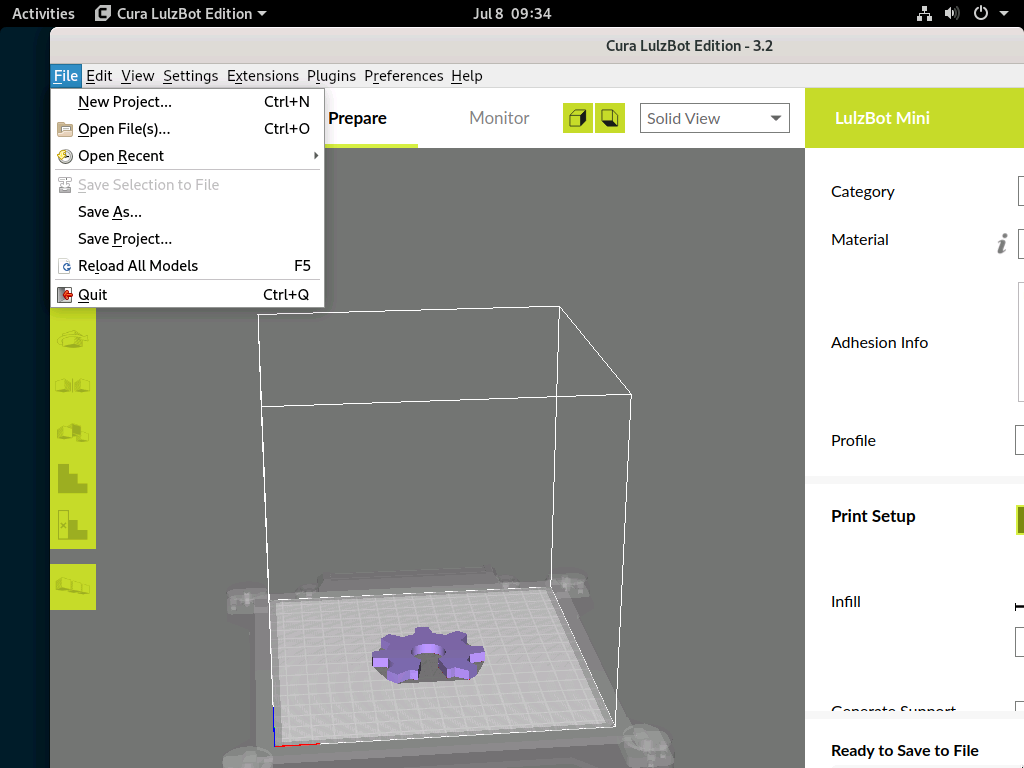 Activities Cura LulzBot Edition Jul 8 09:34
Cura LulzBot Edition - 3.2
File Edit View Settings Extensions Plugins Preferences Help
New Project... Ctrl+N
Open File(s)... Ctrl+O
Open Recent
Save Selection to File
Save As...
Save Project...
Reload All Models F5
Quit Ctrl+Q
Prepare Monitor Solid View LulzBot Mini
Category
Material
Adhesion Info
Profile
Print Setup
Infill
Generate Support
Ready to Save to File